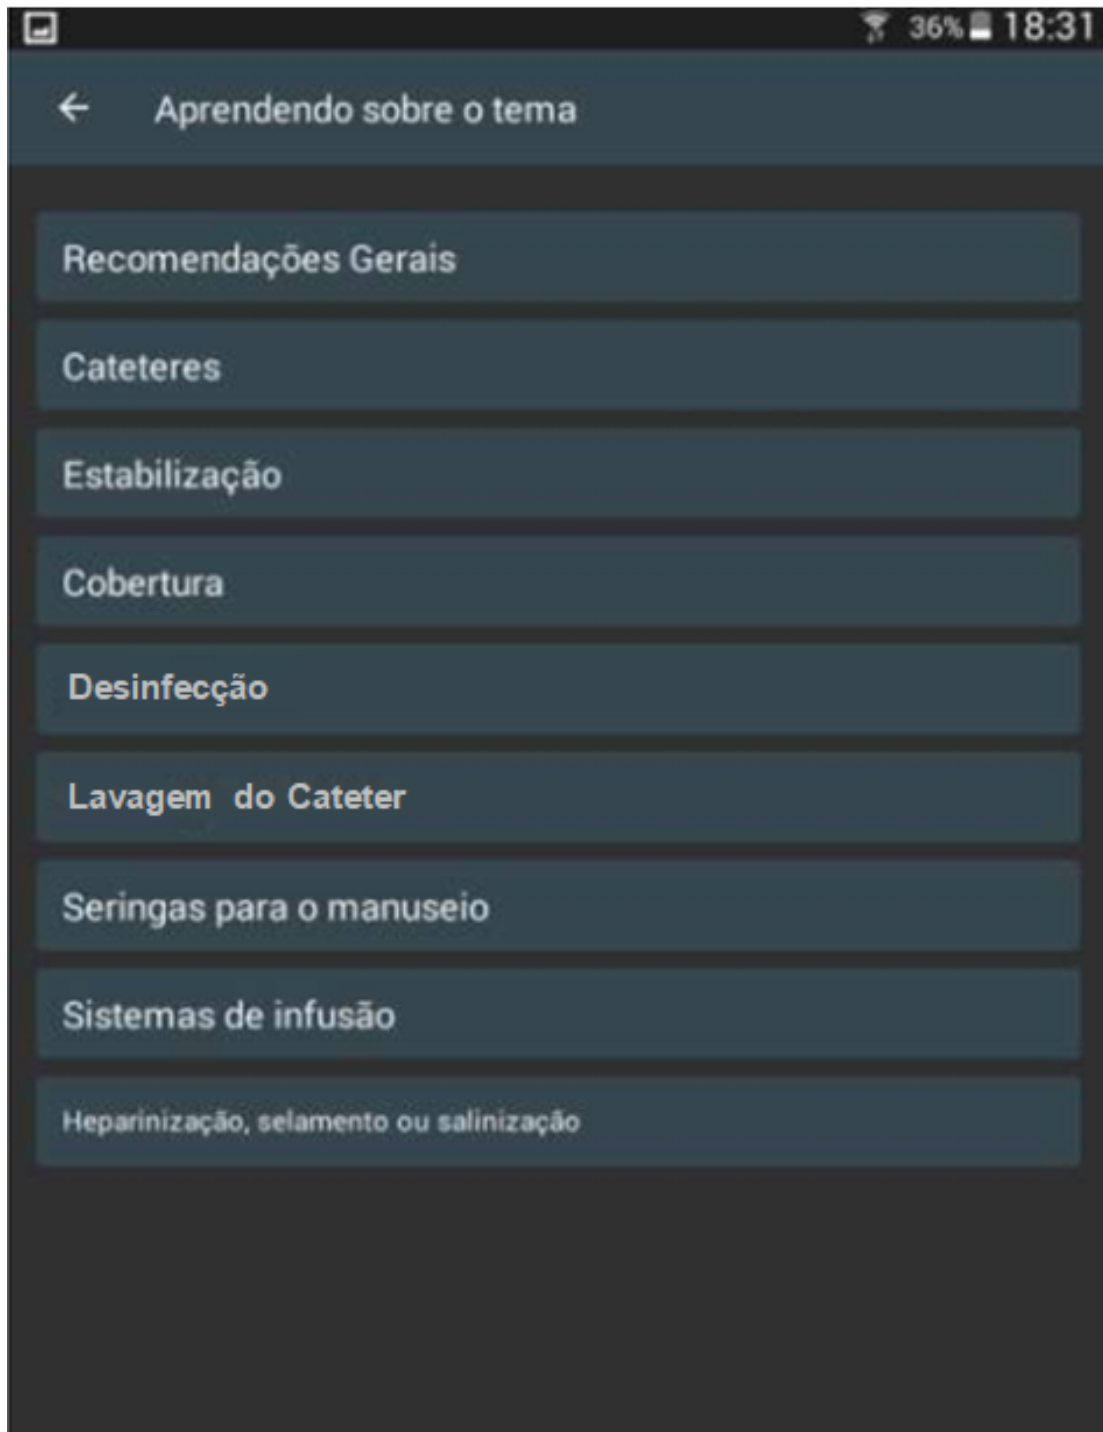 36% 18:31
Aprendendo sobre o tema
Recomendações Gerais
Cateteres
Estabilização
Cobertura
Desinfecção
Lavagem do Cateter
Seringas para o manuseio
Sistemas de infusão
Heparinização, selamento ou salinização